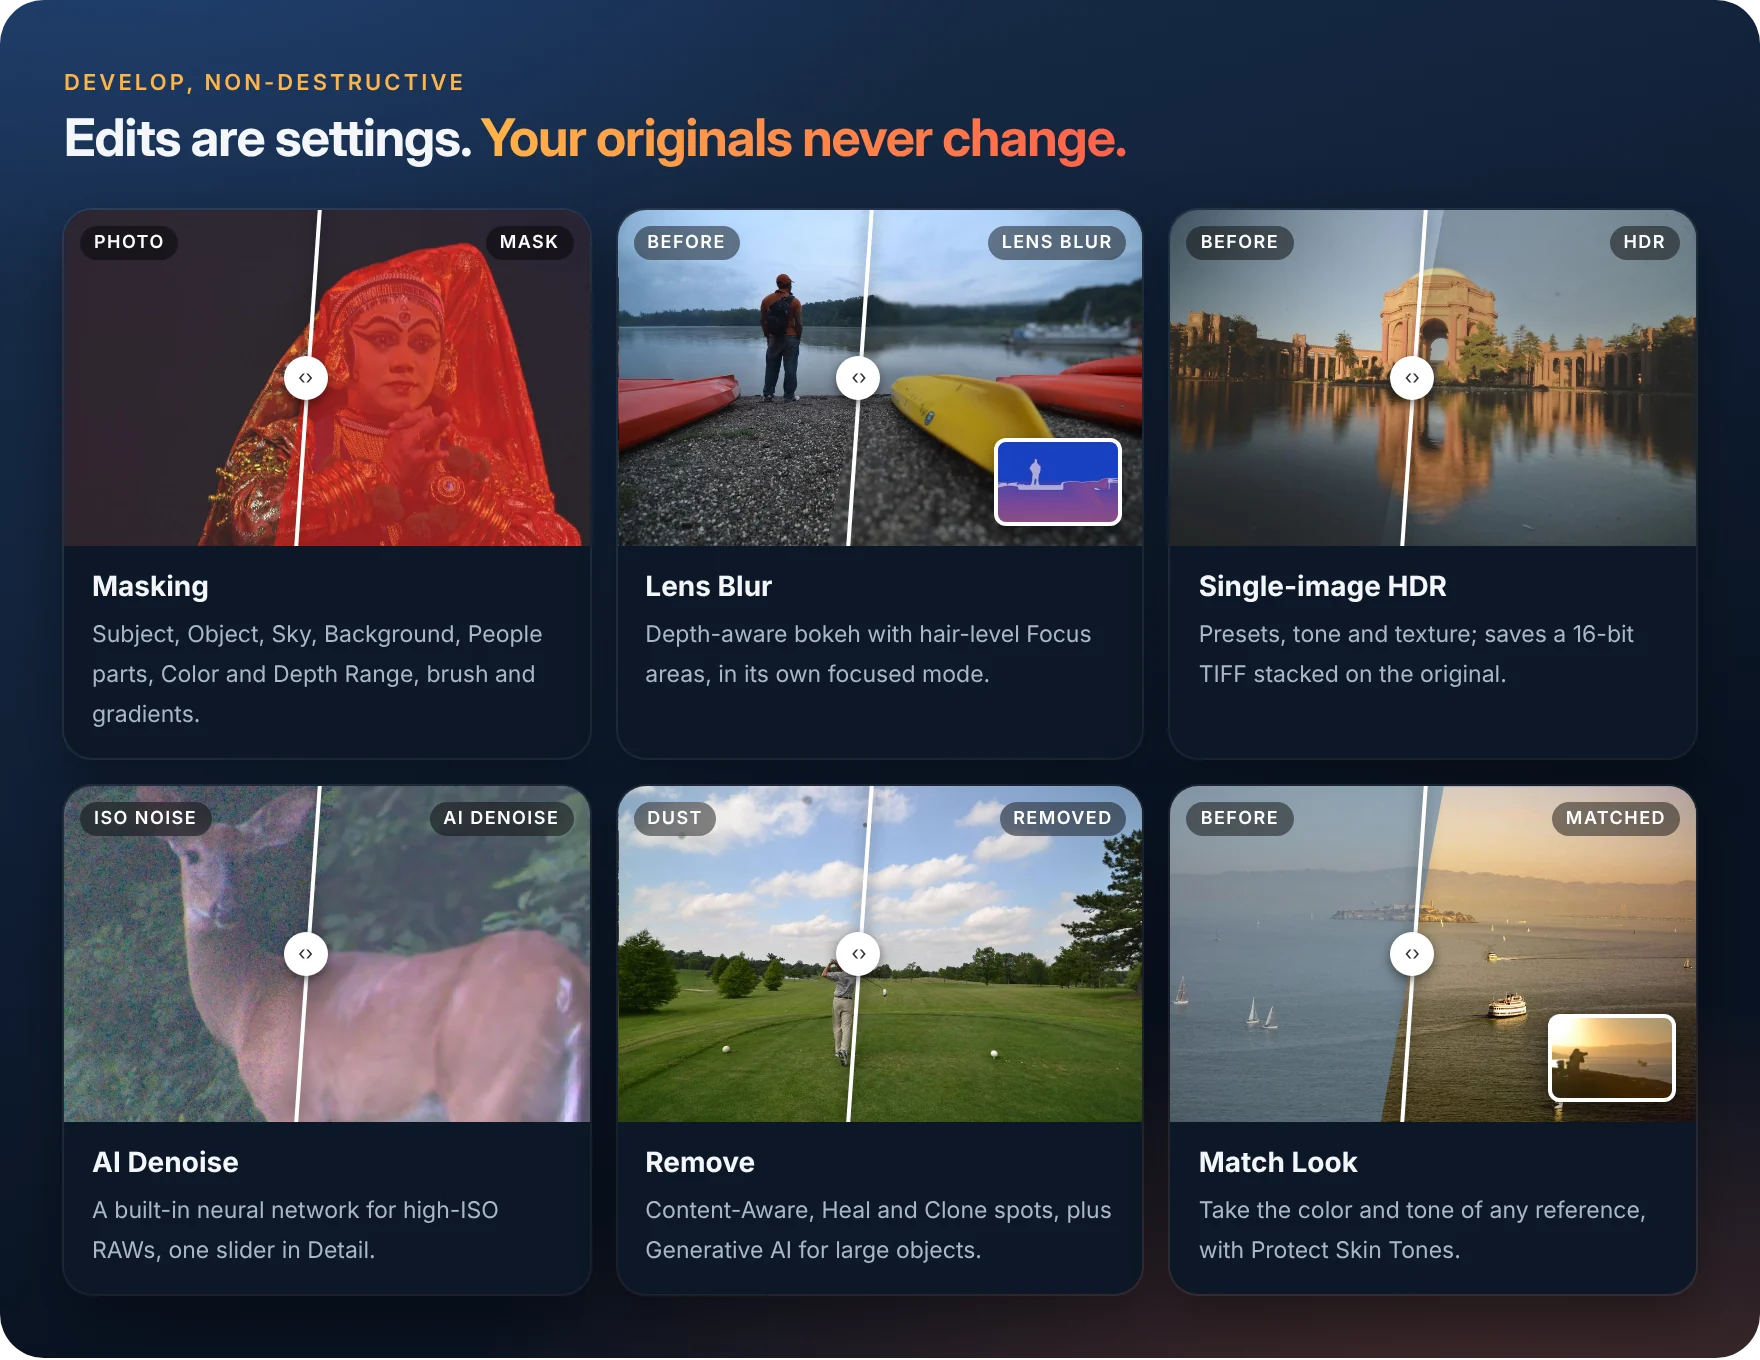 DEVELOP, NON-DESTRUCTIVE
Edits are settings. Your originals never change.
PHOTO
MASK
Masking
Subject, Object, Sky, Background, People
parts, Color and Depth Range, brush and
gradients.
BEFORE
LENS BLUR
Lens Blur
Depth-aware bokeh with hair-level Focus
areas, in its own focused mode.
BEFORE
HDR
Single-image HDR
Presets, tone and texture; saves a 16-bit
TIFF stacked on the original.
ISO NOISE
AI DENOISE
AI Denoise
A built-in neural network for high-ISO
RAWs, one slider in Detail.
DUST
REMOVED
Remove
Content-Aware, Heal and Clone spots, plus
Generative AI for large objects.
BEFORE
MATCHED
Match Look
Take the color and tone of any reference,
with Protect Skin Tones.